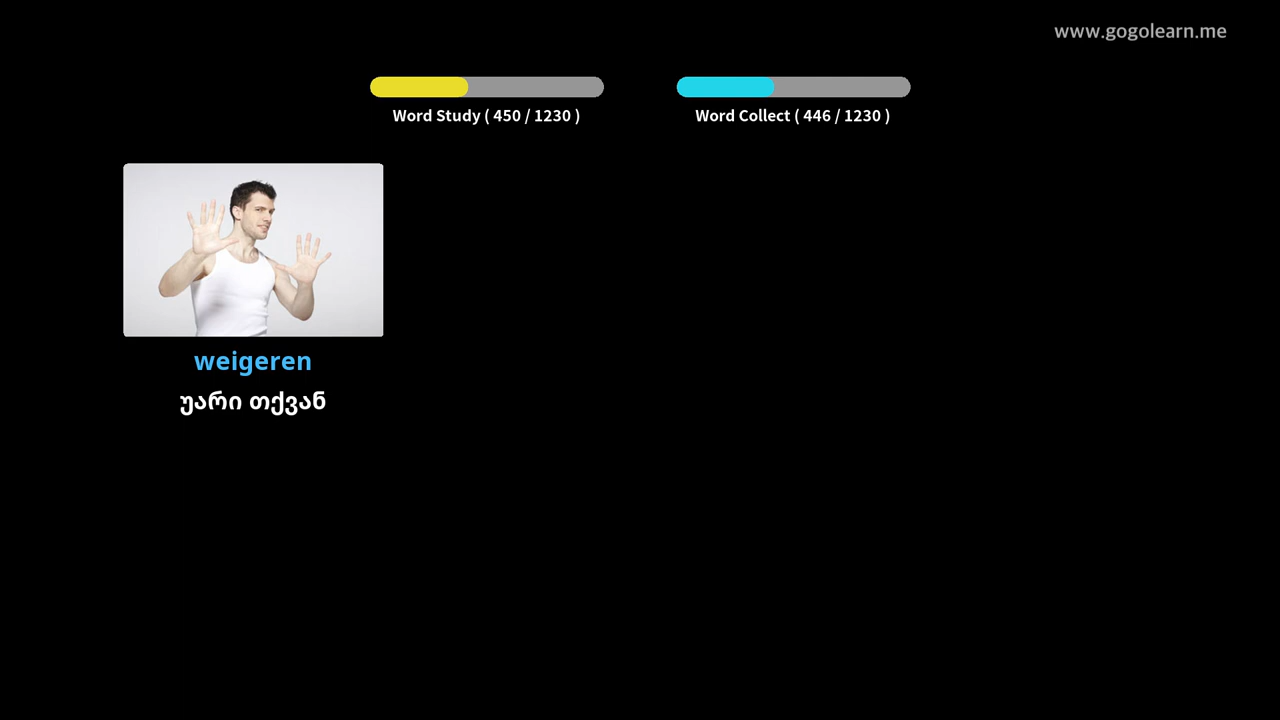 www.gogolearn.me
Word Study ( 450 / 1230 )
Word Collect ( 446 / 1230 )
weigeren
უარი თქვან